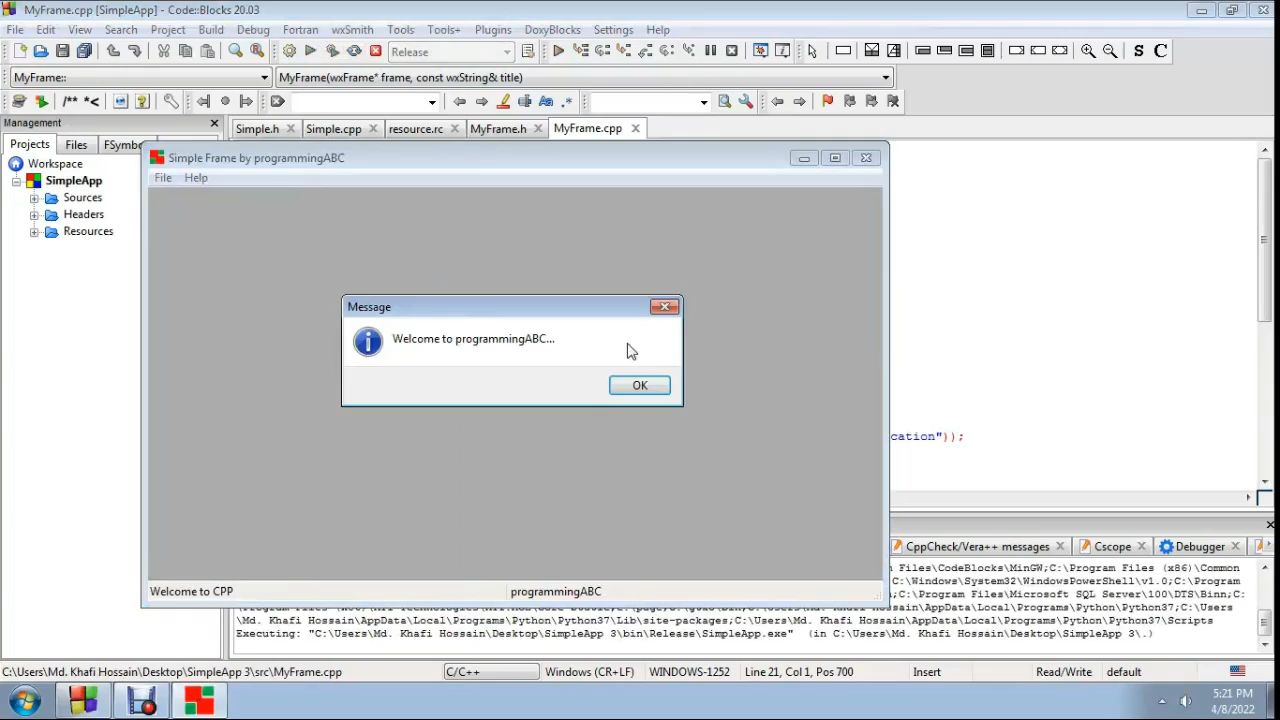 MyFrame.cpp [SimpleApp] - Code::Blocks 20.03
File Edit View Search Project Build Debug Fortran wxSmith Tools Tools+ Plugins DoxyBlocks Settings Help
Release
MyFrame:: MyFrame(wxFrame* frame, const wxString& title)
/** *<
Management
Simple.h Simple.cpp resource.rc MyFrame.h MyFrame.cpp
Projects Files FSymbo
Workspace
SimpleApp
Sources
Headers
Resources
Simple Frame by programmingABC
File Help
Message
Welcome to programmingABC...
OK
cation"));
Welcome to CPP programmingABC
CppCheck/Vera++ messages Cscope Debugger
m Files\CodeBlocks\MinGW;C:\Program Files (x86)\Common
C:\Windows\System32\WindowsPowerShell\v1.0;C:\Program
n;C:\Program Files\Microsoft SQL Server\100\DTS\Binn;C:
C:\Users
\Md. Khafi Hossain\AppData\Local\Programs\Python\Python37\Lib\site-packages;C:\Users\Md. Khafi Hossain\AppData\Local\Programs\Python\Python37\Scripts
Executing: "C:\Users\Md. Khafi Hossain\Desktop\SimpleApp 3\bin\Release\SimpleApp.exe" (in C:\Users\Md. Khafi Hossain\Desktop\SimpleApp 3\.)
C:\Users\Md. Khafi Hossain\Desktop\SimpleApp 3\src\MyFrame.cpp C/C++ Windows (CR+LF) WINDOWS-1252 Line 21, Col 1, Pos 700 Insert Read/Write default
5:21 PM
4/8/2022